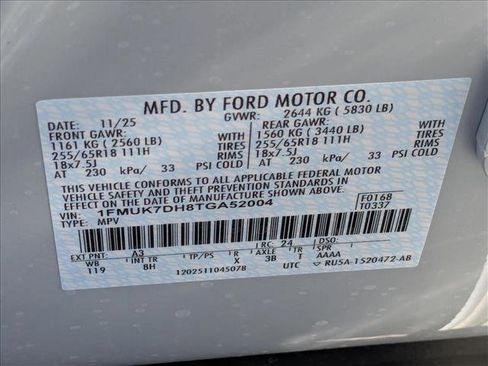 MFD. BY FORD MOTOR CO.
DATE: 11/25 GVWR: 2644 KG ( 5830 LB)
FRONT GAWR: REAR GAWR:
1161 KG ( 2560 LB) WITH 1560 KG ( 3440 LB) WITH
255/65R18 111H TIRES 255/65R18 111H TIRES
18x7.5J RIMS 18x7.5J RIMS
AT 230 kPa/ 33 PSI COLD AT 230 kPa/ 33 PSI COLD
THIS VEHICLE CONFORMS TO ALL APPLICABLE FEDERAL MOTOR
VEHICLE SAFETY AND THEFT PREVENTION STANDARDS IN EFFECT
ON THE DATE OF MANUFACTURE SHOWN ABOVE.
VIN: 1FMUK7DH8TGA52004 F0168
TYPE: MPV T0337
EXT PNT: A3 RC: 24 DSO:
WB INT TR R AXLE TR SPR
119 8H X 3B T AAAA
1202511045078 UTC RU5A-1520472-AB